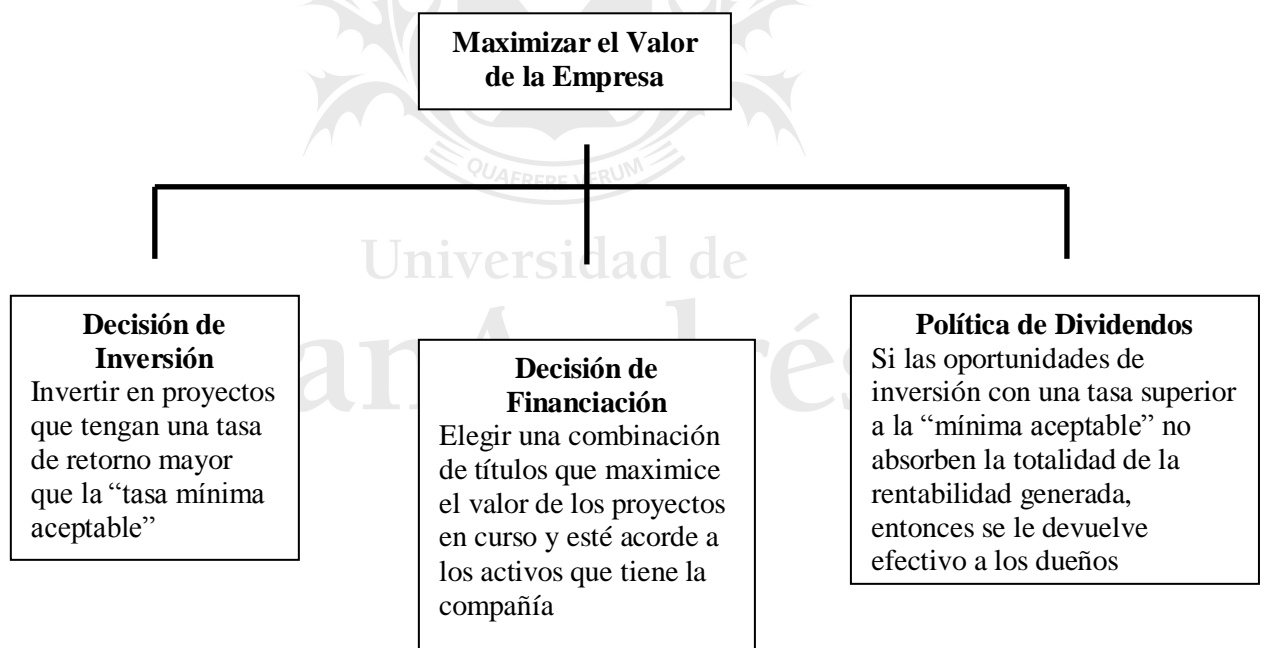 Maximizar el Valor
de la Empresa
QUAERERE VERUM
Universidad de
San Andrés
Decisión de
Inversión
Invertir en proyectos
que tengan una tasa
de retorno mayor
que la “tasa mínima
aceptable”
Decisión de
Financiación
Elegir una combinación
de títulos que maximice
el valor de los proyectos
en curso y esté acorde a
los activos que tiene la
compañía
Política de Dividendos
Si las oportunidades de
inversión con una tasa superior
a la “mínima aceptable” no
absorben la totalidad de la
rentabilidad generada,
entonces se le devuelve
efectivo a los dueños